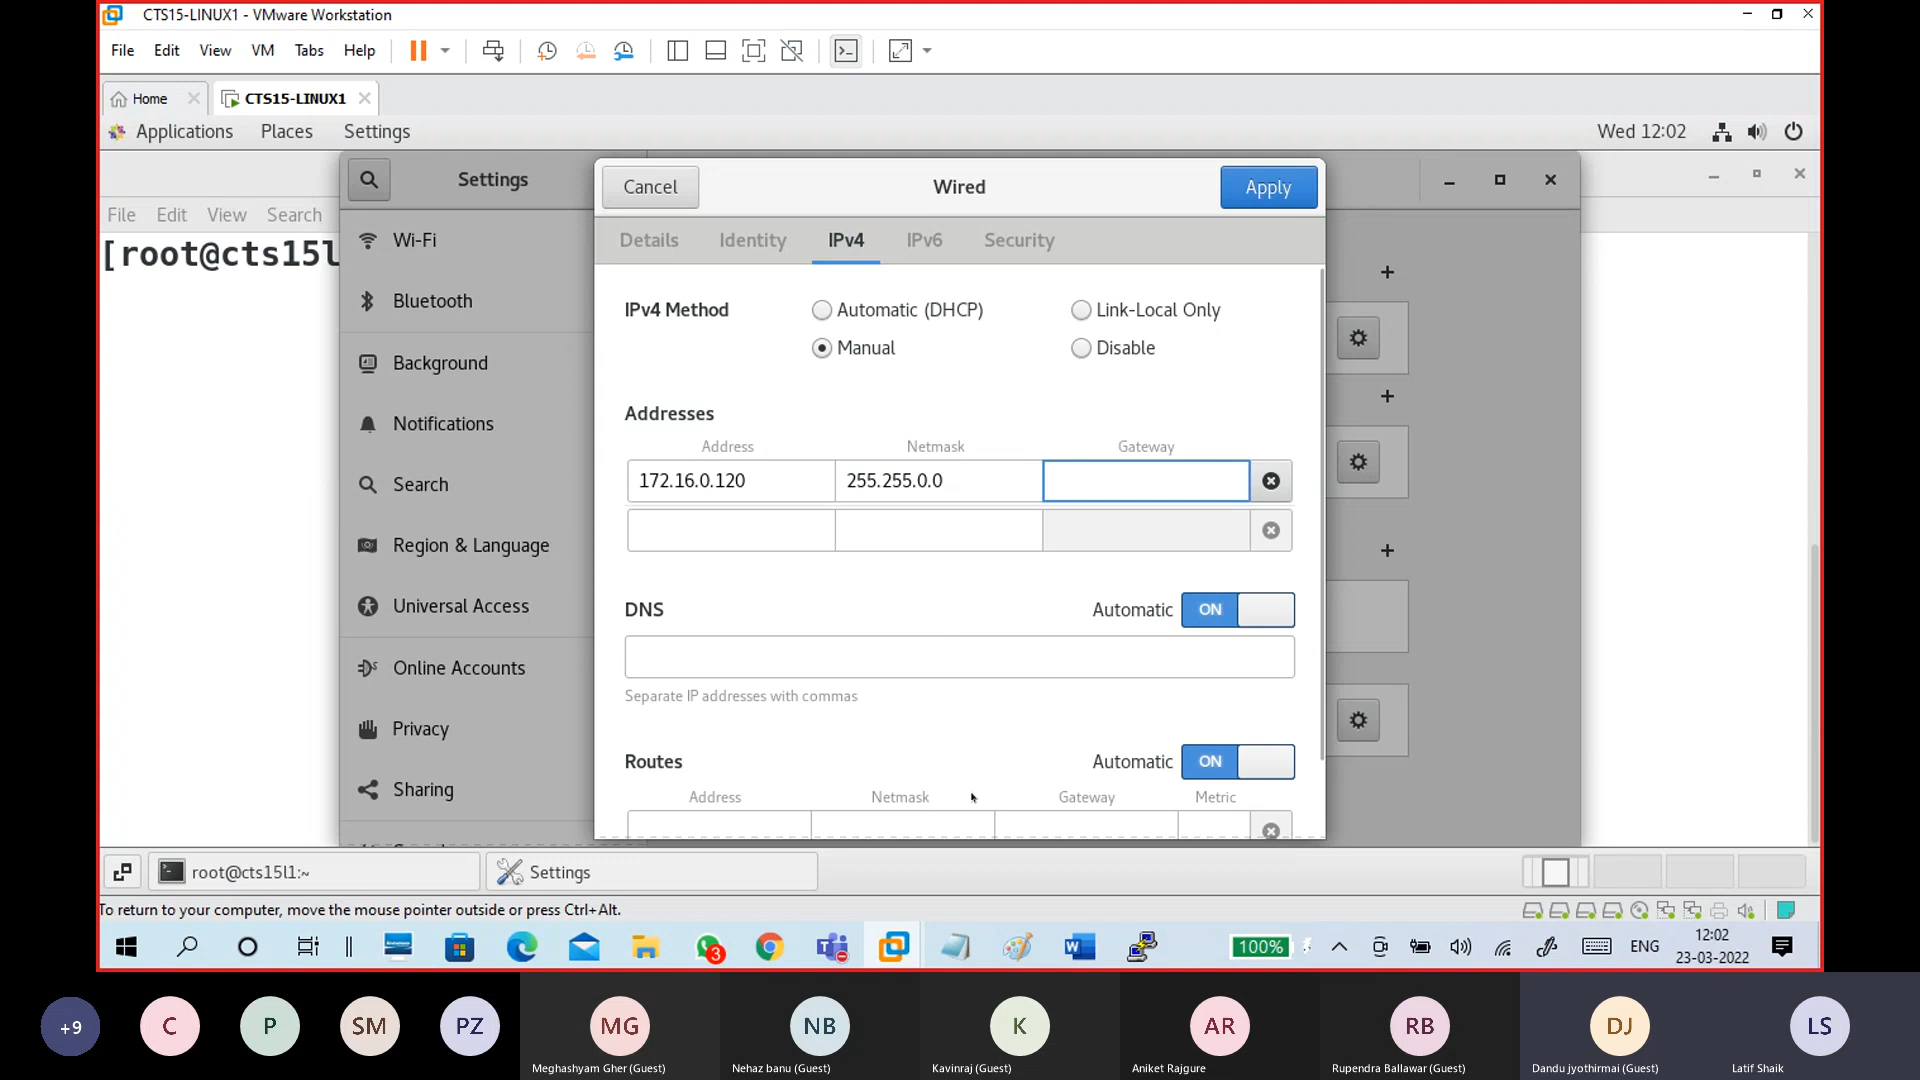 CTS15-LINUX1 - VMware Workstation
File Edit View VM Tabs Help
Home CTS15-LINUX1
Applications Places Settings Wed 12:02
Settings Cancel Wired Apply
File Edit View Search
[root@cts15l
Wi-Fi
Bluetooth
Background
Notifications
Search
Region & Language
Universal Access
Online Accounts
Privacy
Sharing
Details Identity IPv4 IPv6 Security
IPv4 Method Automatic (DHCP) Link-Local Only
Manual Disable
Addresses
Address Netmask Gateway
172.16.0.120 255.255.0.0
DNS Automatic ON
Separate IP addresses with commas
Routes Automatic ON
Address Netmask Gateway Metric
root@cts15l1:~ Settings
To return to your computer, move the mouse pointer outside or press Ctrl+Alt.
3 100% ENG 12:02
23-03-2022
+9 C P SM PZ MG NB K AR RB DJ LS
Meghashyam Gher (Guest) Nehaz banu (Guest) Kavinraj (Guest) Aniket Rajgure Rupendra Ballawar (Guest) Dandu jyothirmai (Guest) Latif Shaik